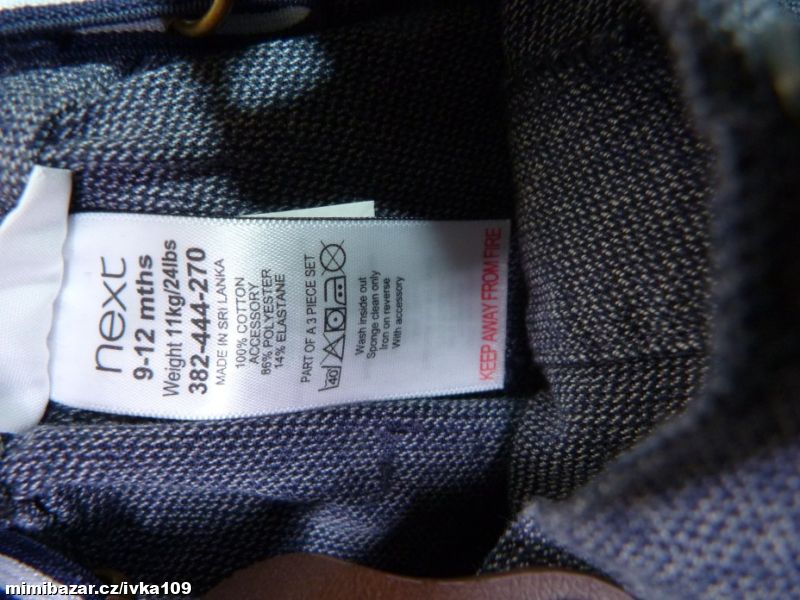 next
9-12 mths
Weight 11kg/24lbs
382-444-270
MADE IN SRI LANKA
100% COTTON
ACCESSORY
86% POLYESTER
14% ELASTANE
PART OF A 3 PIECE SET
40
Wash inside out
Sponge clean only
Iron on reverse
With accessory
KEEP AWAY FROM FIRE
mimibazar.cz/ivka109